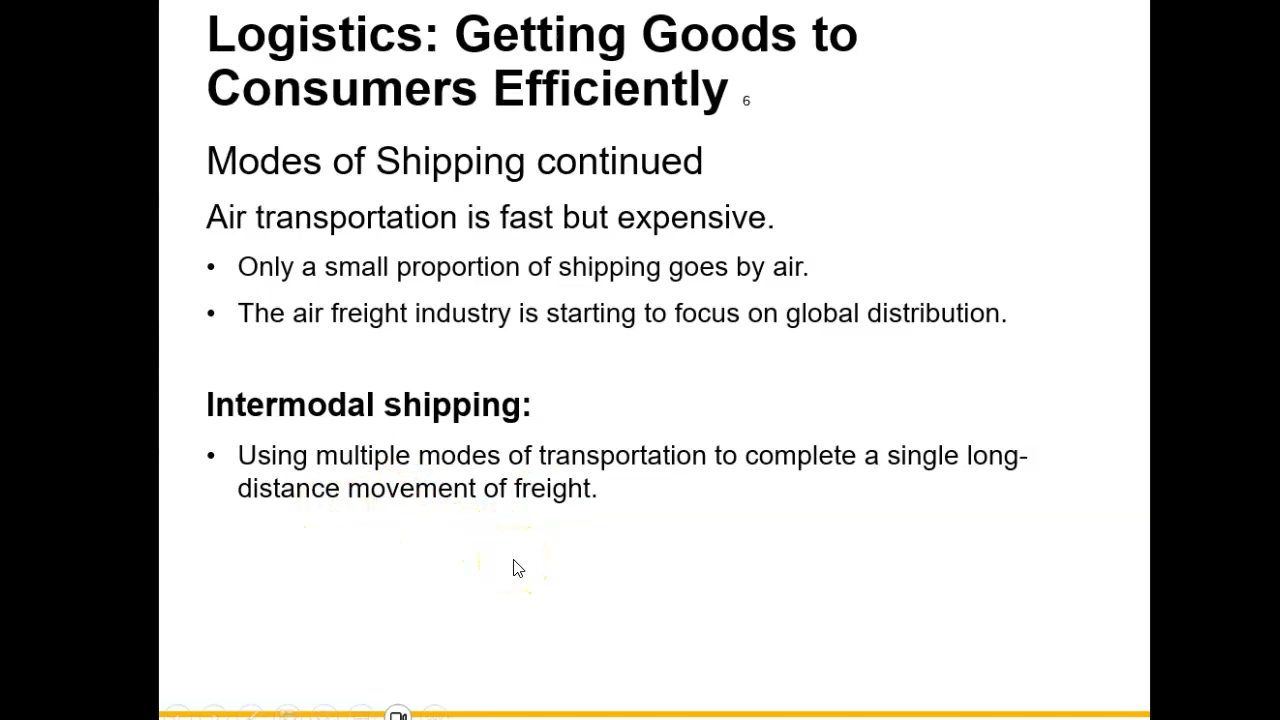 Logistics: Getting Goods to
Consumers Efficiently 6
Modes of Shipping continued
Air transportation is fast but expensive.
• Only a small proportion of shipping goes by air.
• The air freight industry is starting to focus on global distribution.
Intermodal shipping:
• Using multiple modes of transportation to complete a single long-
distance movement of freight.